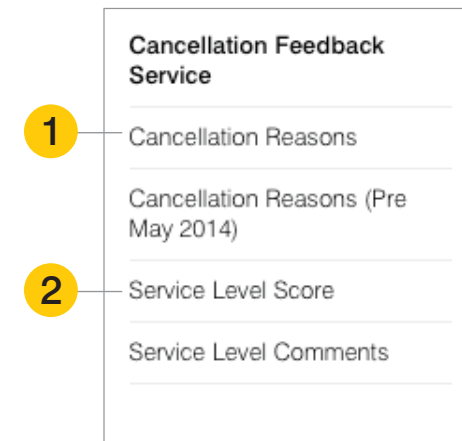 Cancellation Feedback
Service
1
Cancellation Reasons
Cancellation Reasons (Pre
May 2014)
2
Service Level Score
Service Level Comments